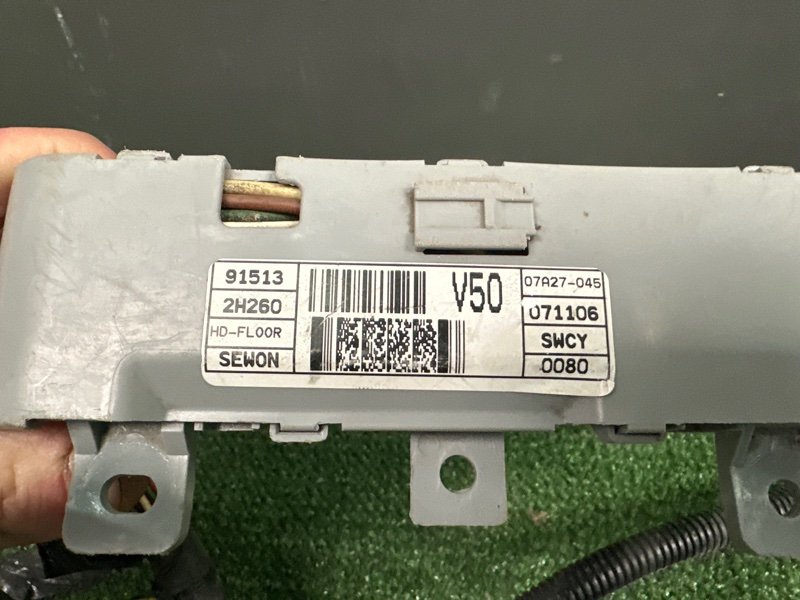 91513
2H260
HD-FLOOR
SEWON
V50
07A27-045
071106
SWCY
0080